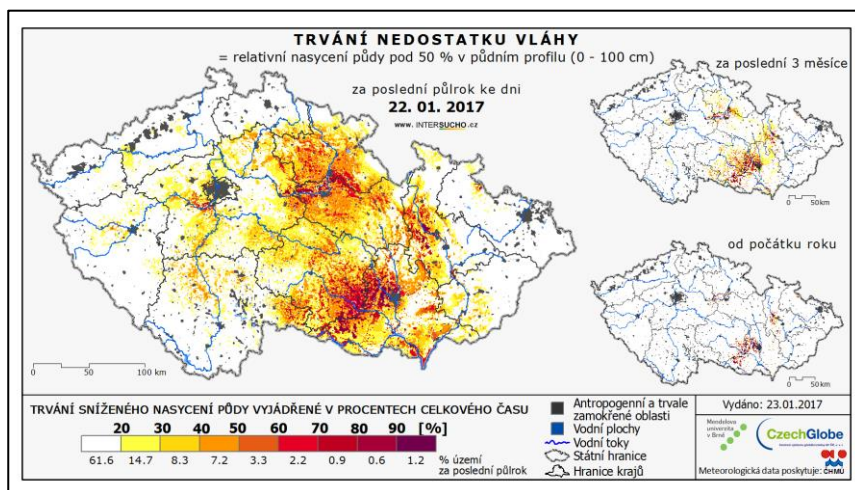 TRVÁNÍ NEDOSTATKU VLÁHY
= relativní nasycení půdy pod 50 % v půdním profilu (0 - 100 cm)
za poslední půlrok ke dni
22. 01. 2017
www.INTERSUCHO.cz
za poslední 3 měsíce
0 50km
od počátku roku
0 50km
0 50 100 km
TRVÁNÍ SNÍŽENÉHO NASYCENÍ PŮDY VYJÁDŘENÉ V PROCENTECH CELKOVÉHO ČASU
20 30 40 50 60 70 80 90 [%]
61.6 14.7 8.3 7.2 3.3 2.2 0.9 0.6 1.2 % území
za poslední půlrok
Antropogenní a trvale
zamokřené oblasti
Vodní plochy
Vodní toky
Státní hranice
Hranice krajů
Vydáno: 23.01.2017
Mendelova
univerzita
v Brně
CzechGlobe
Meteorologická data poskytuje:
ČHMÚ